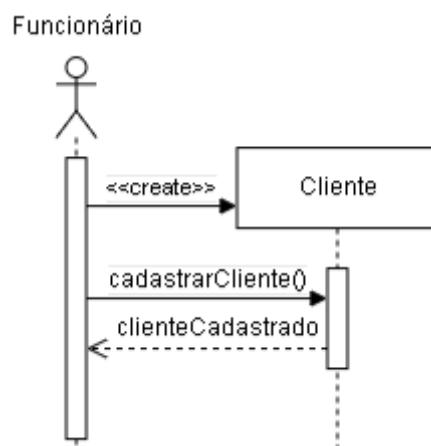 Funcionário
<<create>>
Cliente
cadastrarCliente()
clienteCadastrado